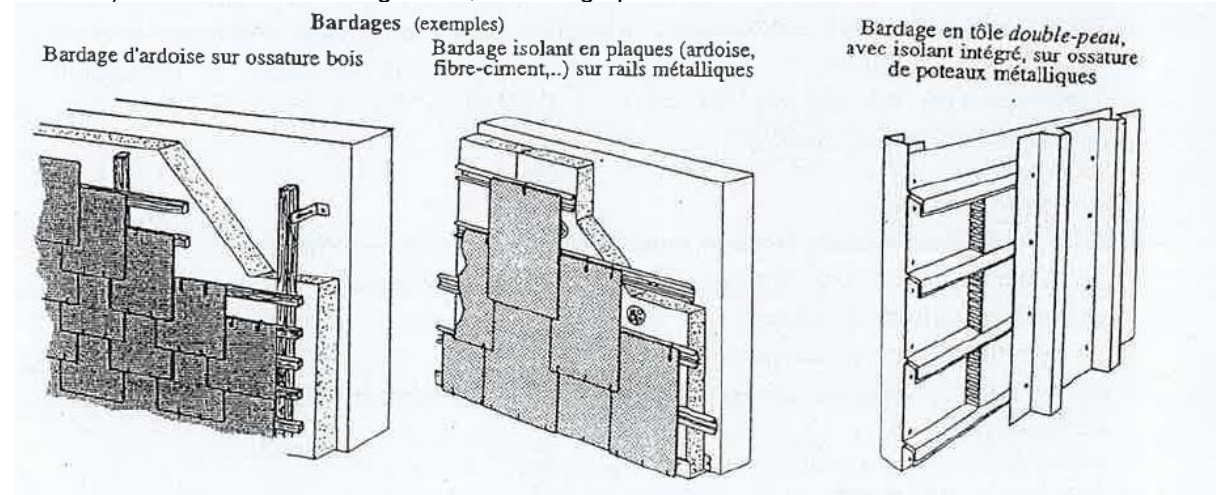 Bardages (exemples)
Bardage d'ardoise sur ossature bois
Bardage isolant en plaques (ardoise,
fibre-ciment,..) sur rails métalliques
Bardage en tôle double-peau,
avec isolant intégré, sur ossature
de poteaux métalliques